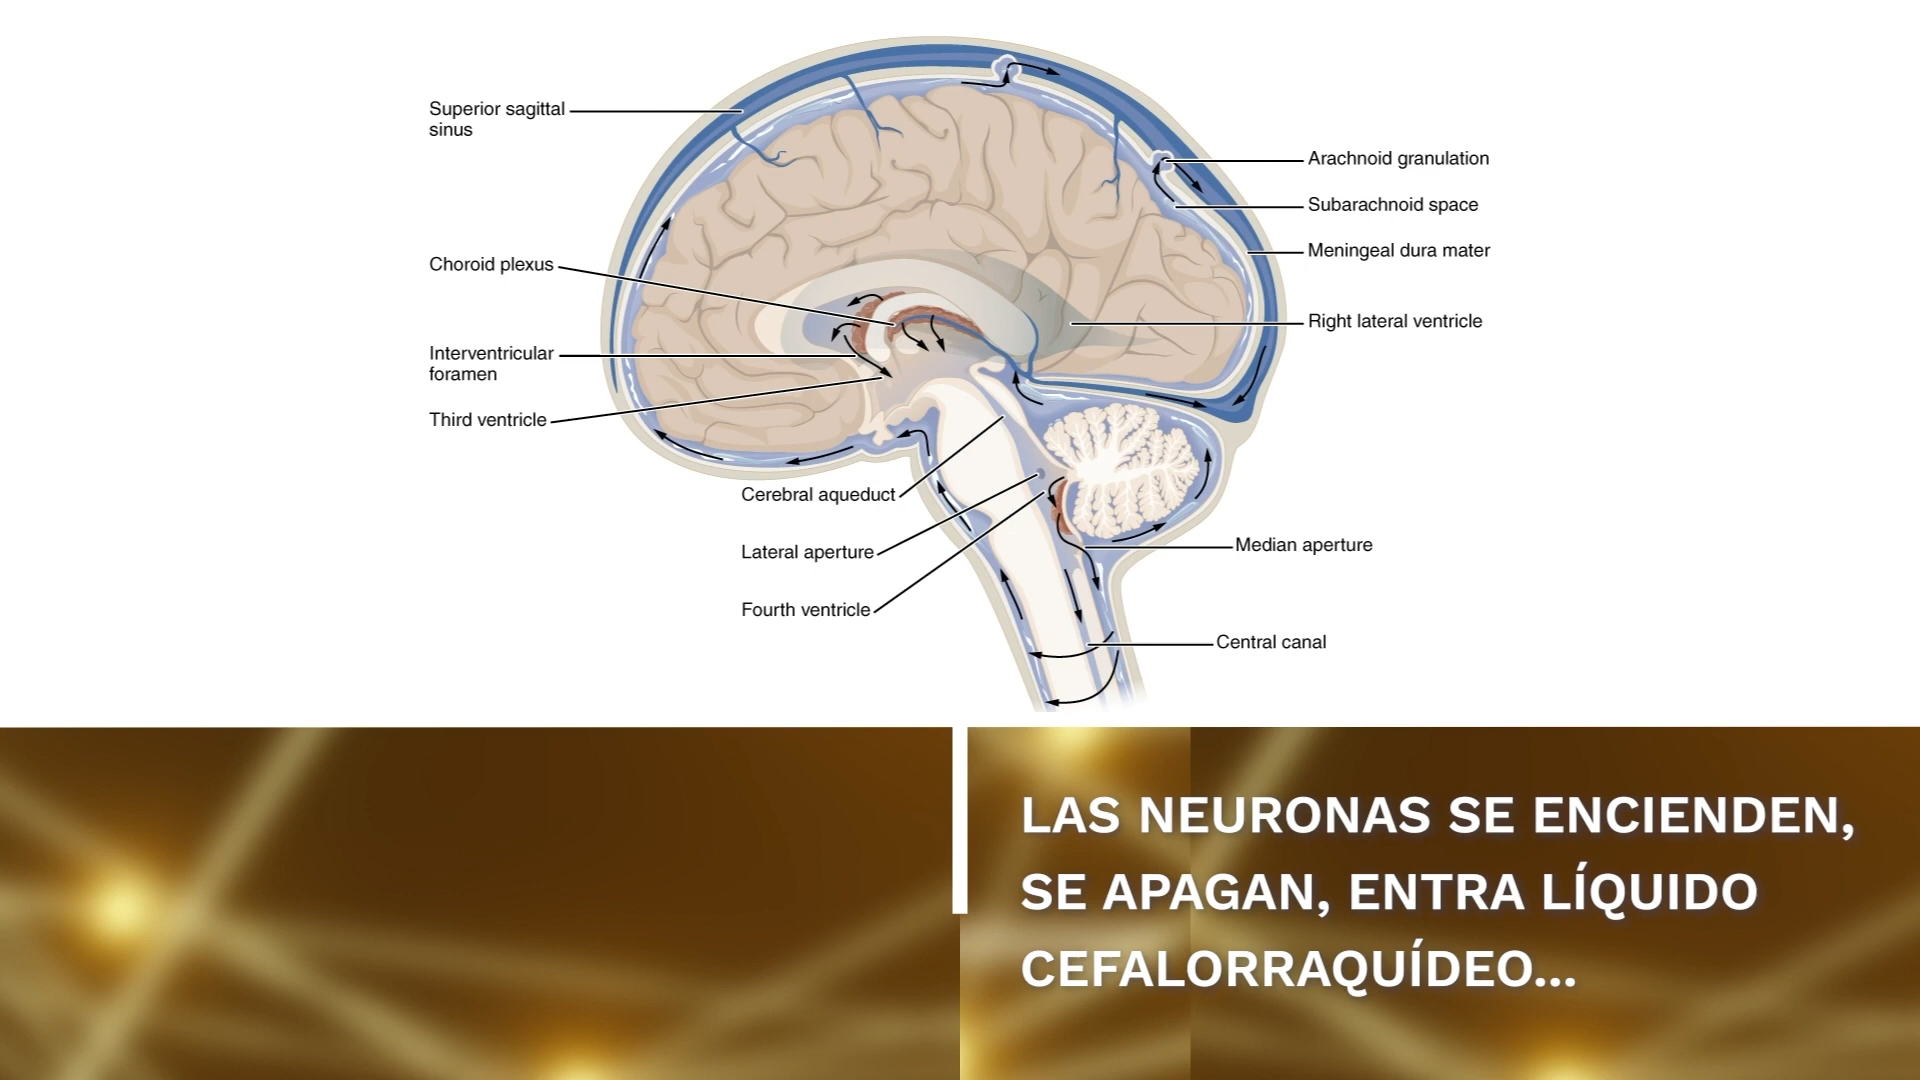 Superior sagittal
sinus
Choroid plexus
Interventricular
foramen
Third ventricle
Cerebral aqueduct
Lateral aperture
Fourth ventricle
Arachnoid granulation
Subarachnoid space
Meningeal dura mater
Right lateral ventricle
Median aperture
Central canal
LAS NEURONAS SE ENCIENDEN,
SE APAGAN, ENTRA LÍQUIDO
CEFALORRAQUÍDEO...